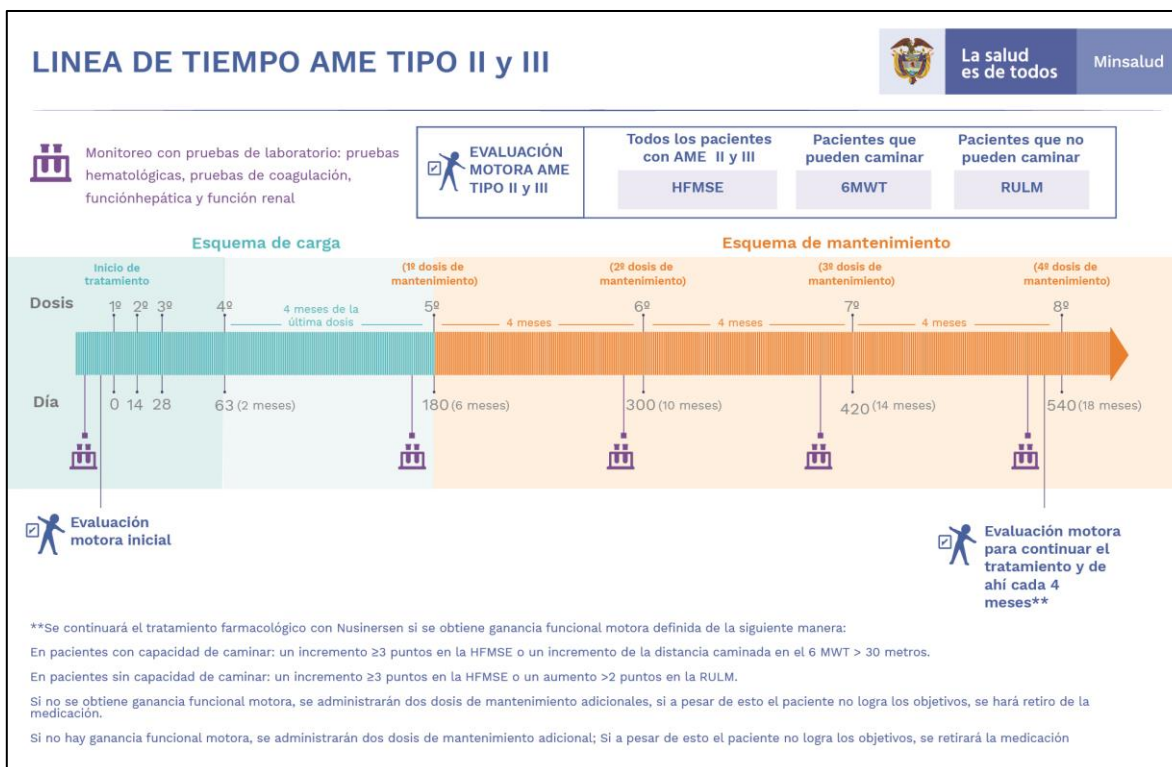 LINEA DE TIEMPO AME TIPO II y III
La salud
es de todos
Minsalud
Monitoreo con pruebas de laboratorio: pruebas
hematológicas, pruebas de coagulación,
funciónhepática y función renal
EVALUACIÓN
MOTORA AME
TIPO II y III
Todos los pacientes
con AME II y III
HFMSE
Pacientes que
pueden caminar
6MWT
Pacientes que no
pueden caminar
RULM
Esquema de carga
Esquema de mantenimiento
Inicio de
tratamiento
(1º dosis de
mantenimiento)
(2º dosis de
mantenimiento)
(3º dosis de
mantenimiento)
(4º dosis de
mantenimiento)
Dosis
1º 2º 3º 4º
4 meses de la
última dosis
5º
4 meses
6º
4 meses
7º
4 meses
8º
Día
0 14 28 63 (2 meses) 180 (6 meses) 300 (10 meses) 420 (14 meses) 540 (18 meses)
Evaluación
motora inicial
Evaluación motora
para continuar el
tratamiento y de
ahí cada 4
meses**
**Se continuará el tratamiento farmacológico con Nusinersen si se obtiene ganancia funcional motora definida de la siguiente manera:
En pacientes con capacidad de caminar: un incremento ≥3 puntos en la HFMSE o un incremento de la distancia caminada en el 6 MWT > 30 metros.
En pacientes sin capacidad de caminar: un incremento ≥3 puntos en la HFMSE o un aumento >2 puntos en la RULM.
Si no se obtiene ganancia funcional motora, se administrarán dos dosis de mantenimiento adicionales, si a pesar de esto el paciente no logra los objetivos, se hará retiro de la
medicación.
Si no hay ganancia funcional motora, se administrarán dos dosis de mantenimiento adicional; Si a pesar de esto el paciente no logra los objetivos, se retirará la medicación